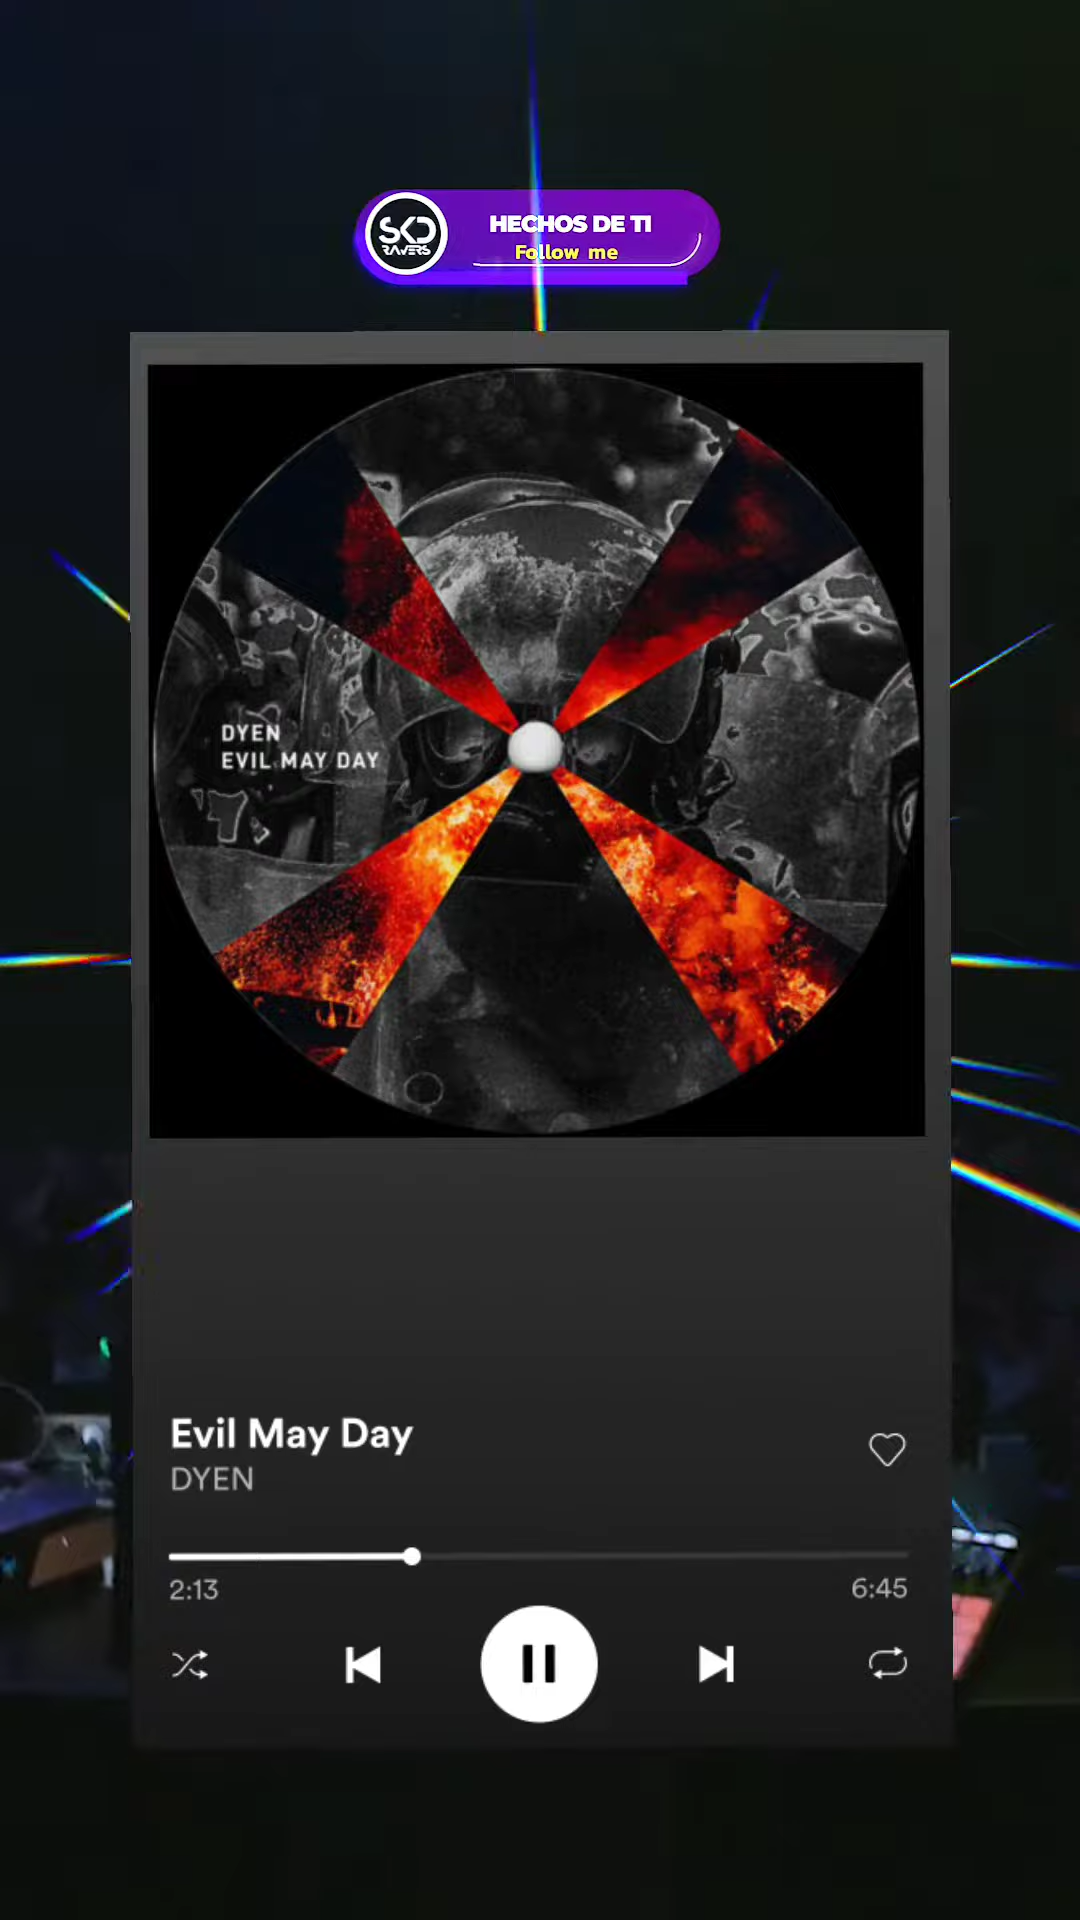 SKD
RAVERS
HECHOS DE TI
Follow me
DYEN
EVIL MAY DAY
Evil May Day
DYEN
2:13
6:45